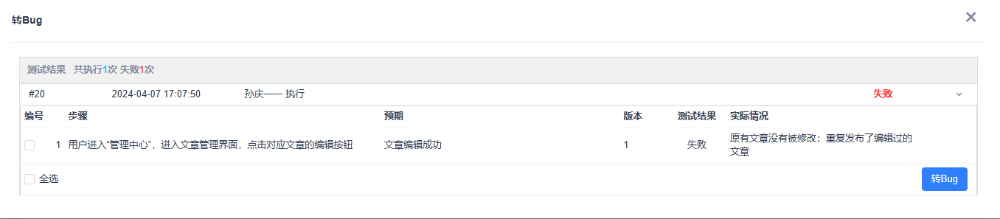 转Bug
测试结果 共执行1次 失败1次
#20 2024-04-07 17:07:50 孙庆—— 执行 失败
编号 步骤 预期 版本 测试结果 实际情况
1 用户进入“管理中心”，进入文章管理界面，点击对应文章的编辑按钮 文章编辑成功 1 失败 原有文章没有被修改；重复发布了编辑过的
文章
全选 转Bug